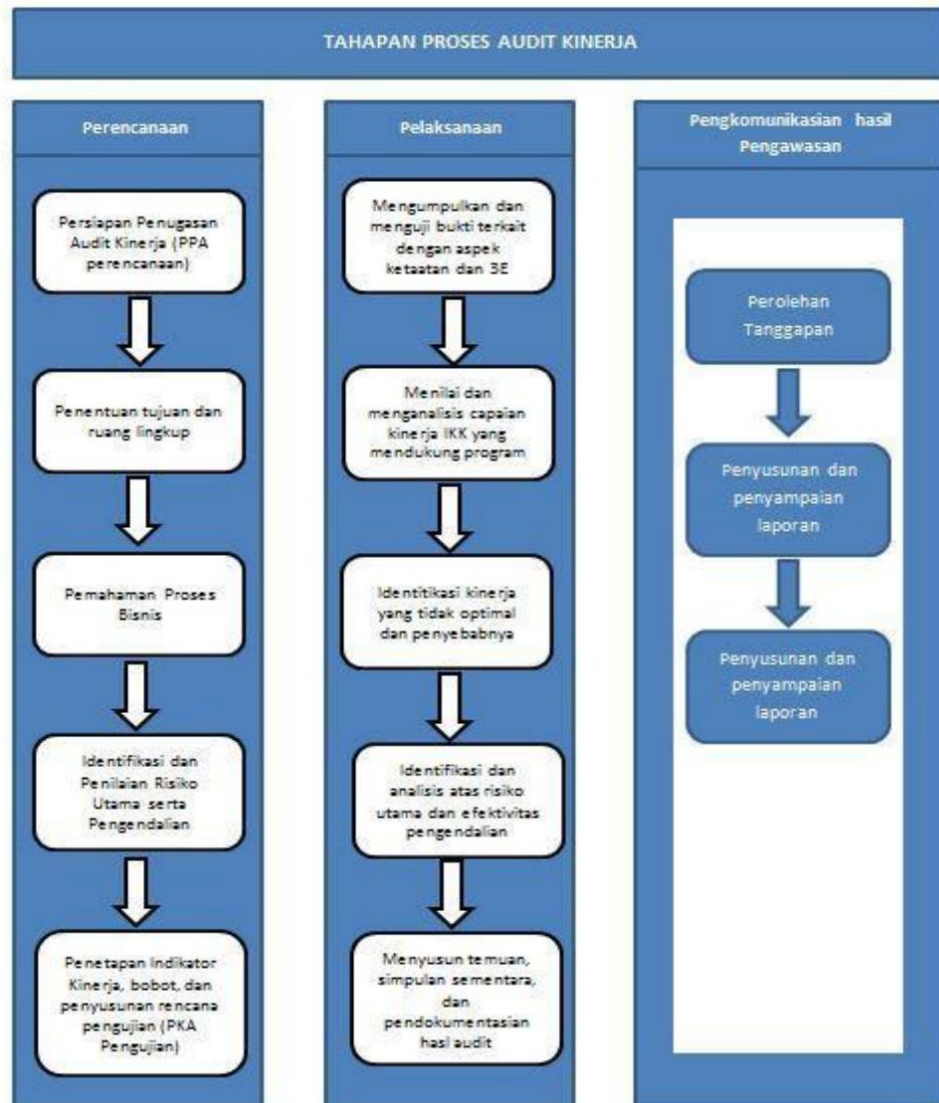 TAHAPAN PROSES AUDIT KINERJA
Perencanaan
Persiapan Penugasan
Audit Kinerja (PPA
perencanaan)
Penentuan tujuan dan
ruang lingkup
Pemahaman Proses
Bisnis
Identifikasi dan
Penilaian Risiko
Utama serta
Pengendalian
Penetapan Indikator
Kinerja, bobot, dan
penyusunan rencana
pengujian (PKA
Pengujian)
Pelaksanaan
Mengumpulkan dan
menguji bukti terkait
dengan aspek
ketaatan dan 3E
Menilai dan
menganalisis capaian
kinerja IKK yang
mendukung program
Identitikasi kinerja
yang tidak optimal
dan penyebabnya
Identifikasi dan
analisis atas risiko
utama dan efektivitas
pengendalian
Menyusun temuan,
simpulan sementara,
dan
pendokumentasian
hasl audit
Pengkomunikasian hasil
Pengawasan
Perolehan
Tanggapan
Penyusunan dan
penyampaian
laporan
Penyusunan dan
penyampaian
laporan